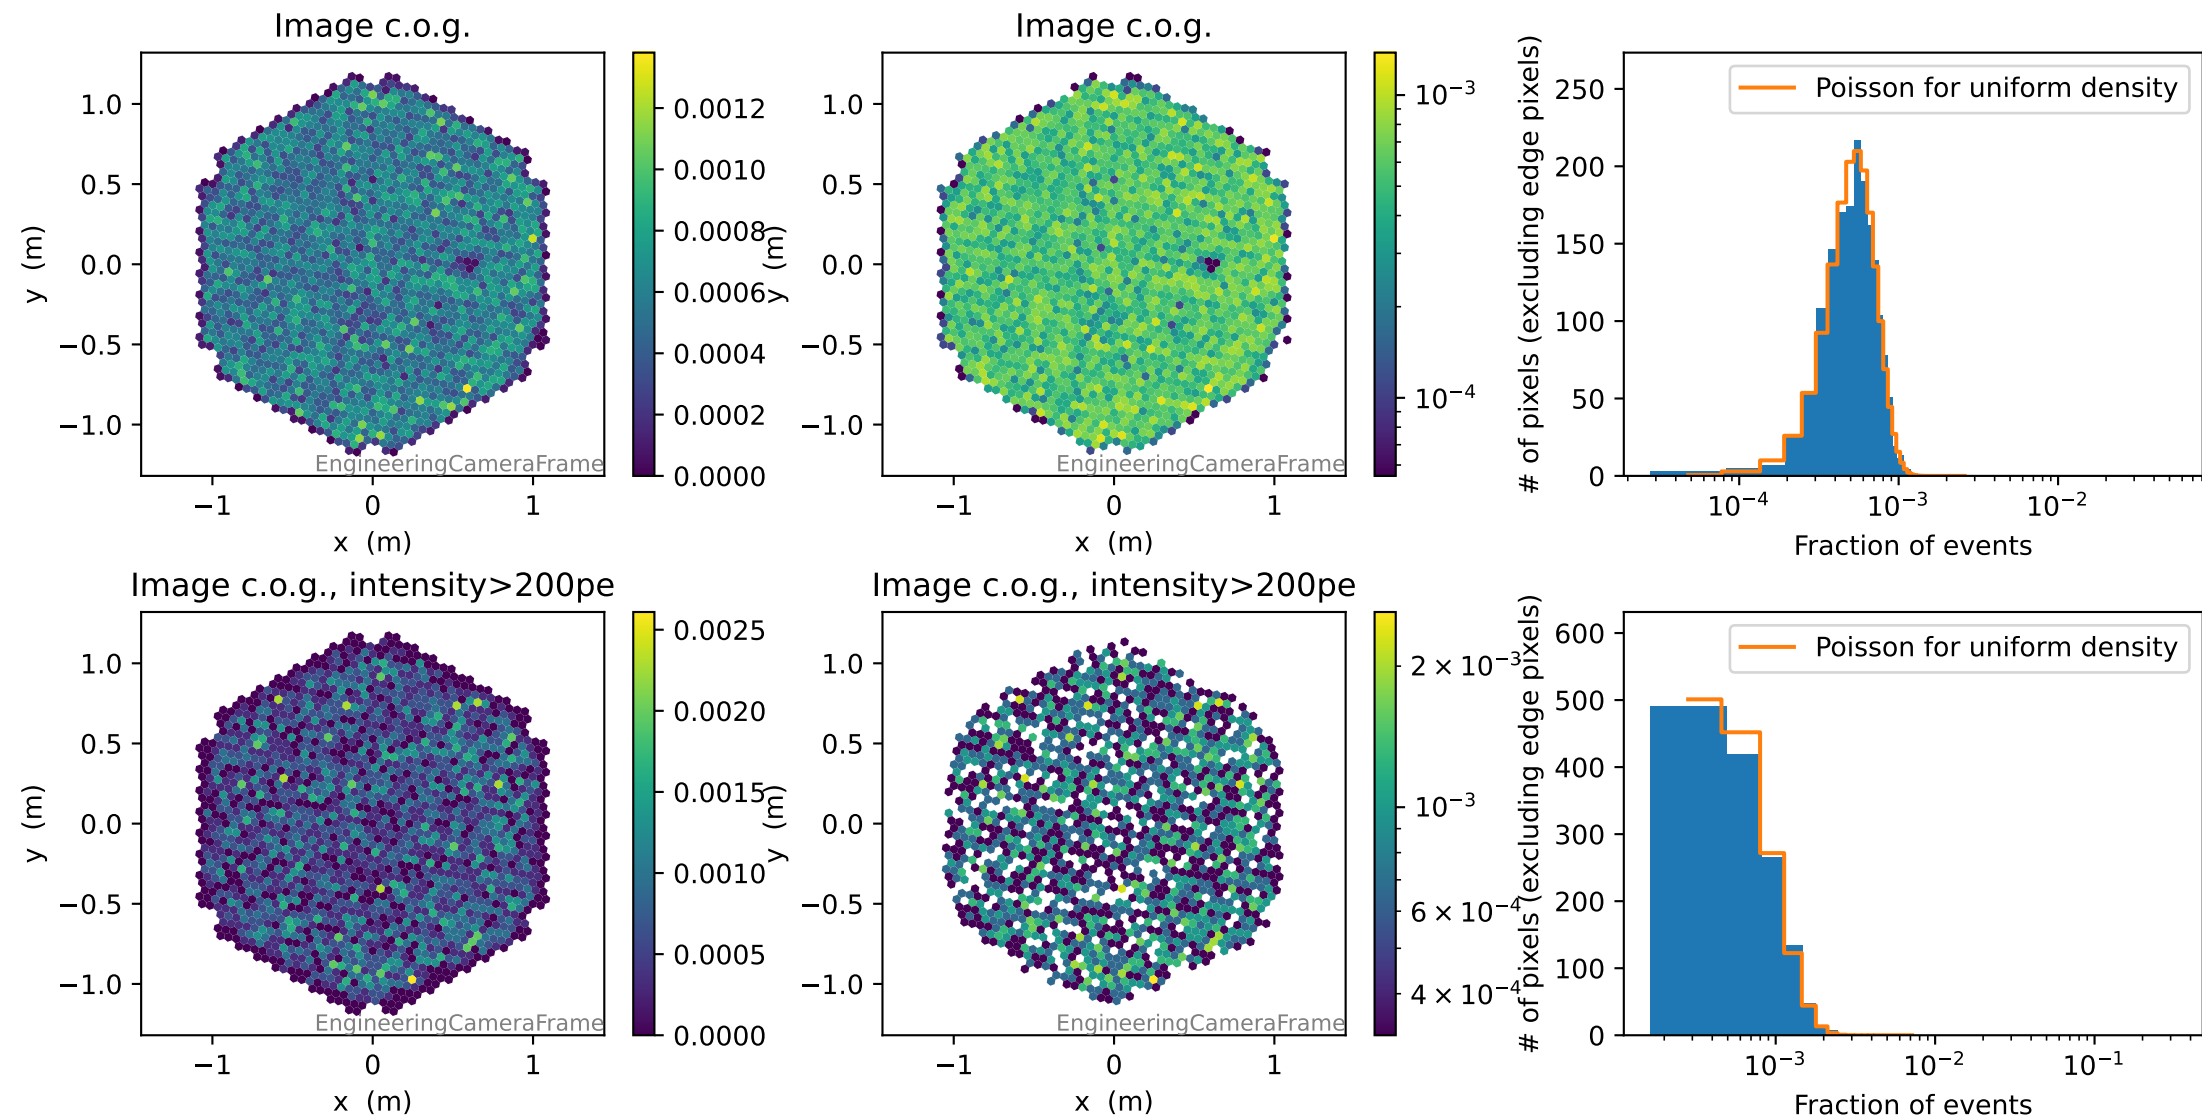 Image c.o.g.
y (m)
1.0
0.5
0.0
−0.5
−1.0
−1 0 1
x (m)
EngineeringCameraFrame
0.0012
0.0010
0.0008
0.0006
0.0004
0.0002
0.0000
Image c.o.g.
y (m)
1.0
0.5
0.0
−0.5
−1.0
−1 0 1
x (m)
EngineeringCameraFrame
10⁻³
10⁻⁴
# of pixels (excluding edge pixels)
250
200
150
100
50
0
Poisson for uniform density
10⁻⁴ 10⁻³ 10⁻²
Fraction of events
Image c.o.g., intensity>200pe
y (m)
1.0
0.5
0.0
−0.5
−1.0
−1 0 1
x (m)
EngineeringCameraFrame
0.0025
0.0020
0.0015
0.0010
0.0005
0.0000
Image c.o.g., intensity>200pe
y (m)
1.0
0.5
0.0
−0.5
−1.0
−1 0 1
x (m)
EngineeringCameraFrame
2 × 10⁻³
10⁻³
6 × 10⁻⁴
4 × 10⁻⁴
# of pixels (excluding edge pixels)
600
500
400
300
200
100
0
Poisson for uniform density
10⁻³ 10⁻² 10⁻¹
Fraction of events